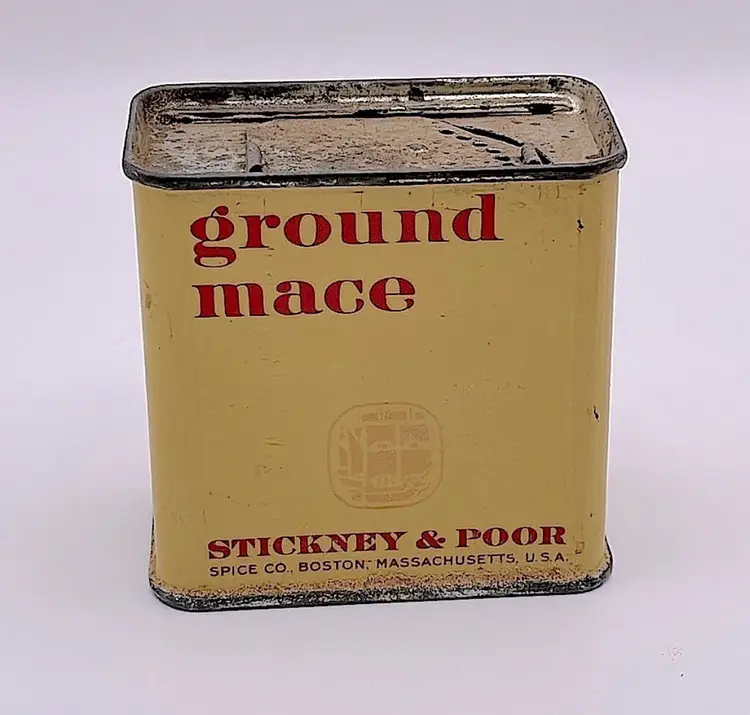 ground
mace
STICKNEY & POOR
SPICE CO., BOSTON, MASSACHUSETTS, U.S.A.